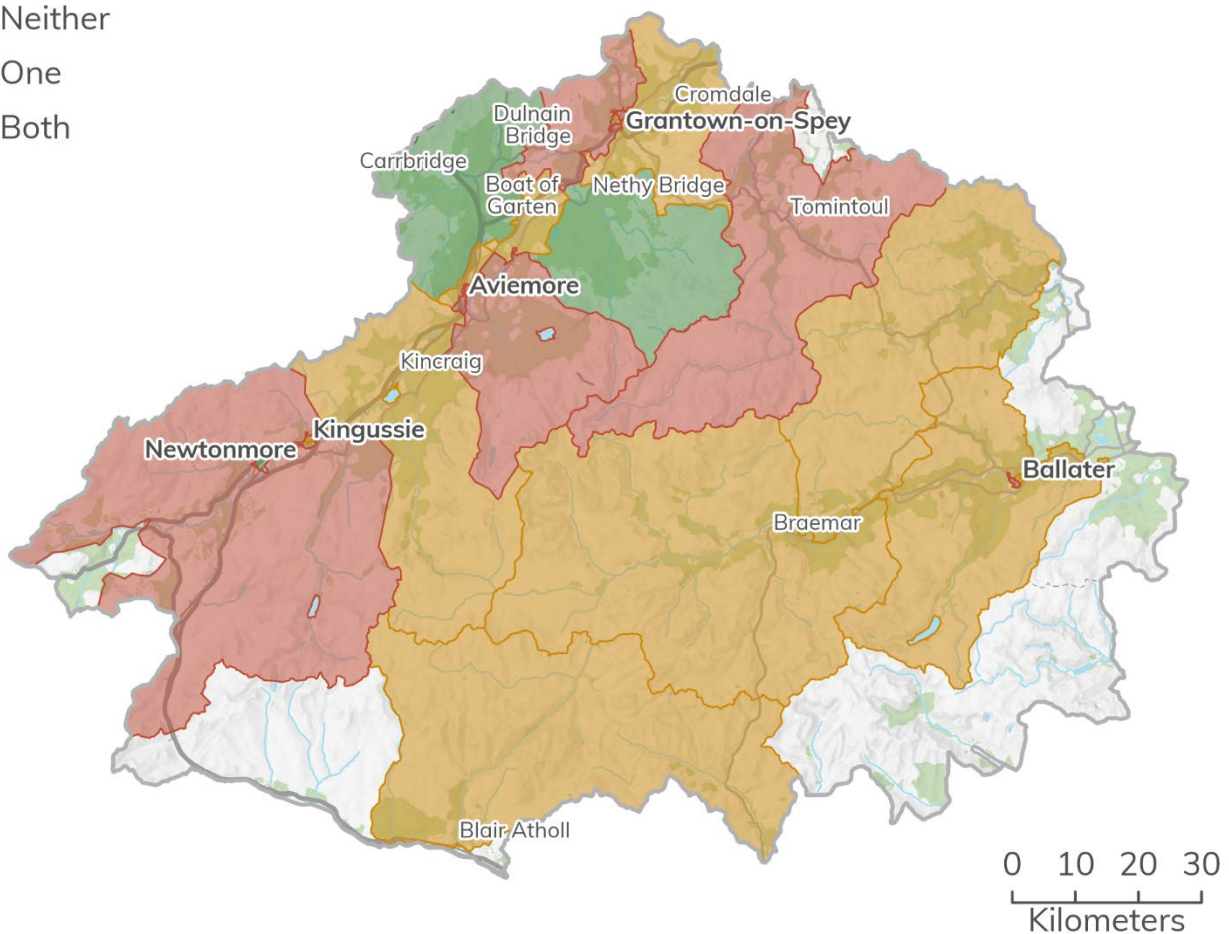 Neither
One
Both
Cromdale
Dulnain
Bridge
Grantown-on-Spey
Carrbridge
Boat of
Garten
Nethy Bridge
Tomintoul
Aviemore
Kincraig
Kingussie
Newtonmore
Ballater
Braemar
Blair Atholl
0 10 20 30
Kilometers